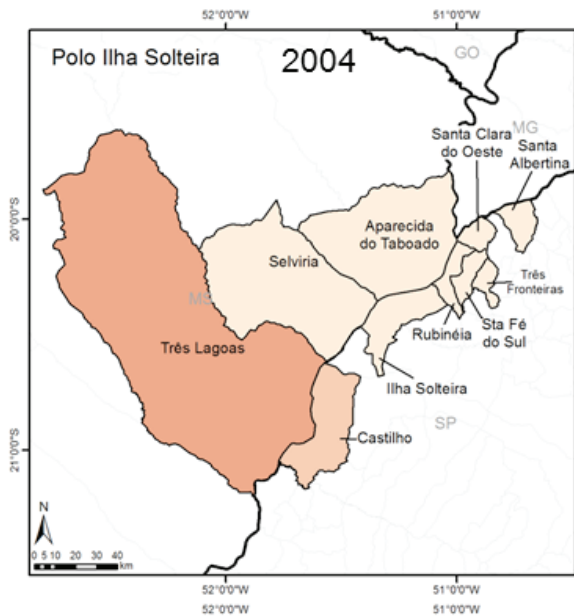 52°0'0"W 51°0'0"W
Polo Ilha Solteira 2004
GO
MG
Santa Clara
do Oeste
Santa
Albertina
20°0'0"S
Aparecida
do Taboado
Selviria
Três
Fronteiras
MS
Rubinéia
Sta Fé
do Sul
Três Lagoas
Ilha Solteira
SP
Castilho
21°0'0"S
N
0 5 10 20 30 40
km
52°0'0"W 51°0'0"W
52°0'0"W 51°0'0"W